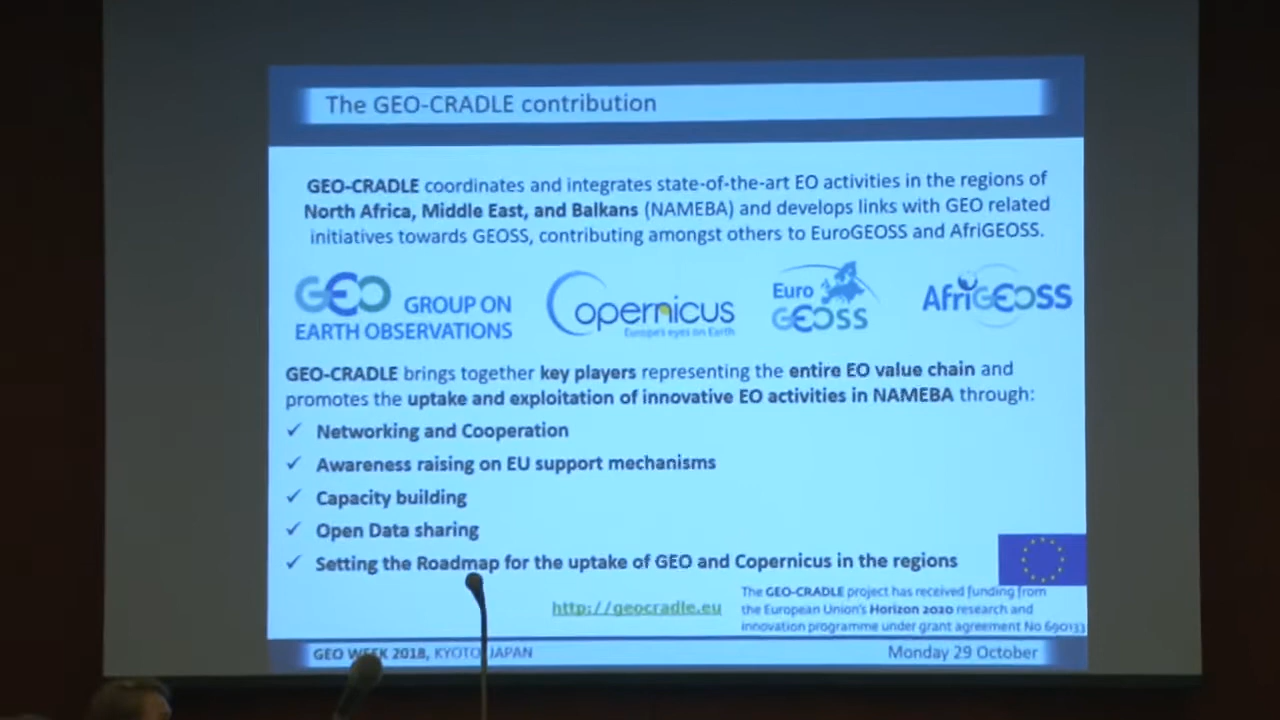 The GEO-CRADLE contribution
GEO-CRADLE coordinates and integrates state-of-the-art EO activities in the regions of
North Africa, Middle East, and Balkans (NAMEBA) and develops links with GEO related
initiatives towards GEOSS, contributing amongst others to EuroGEOSS and AfriGEOSS.
GEO GROUP ON
EARTH OBSERVATIONS
Copernicus
Europe's eyes on Earth
Euro
GEOSS
AfriGEOSS
GEO-CRADLE brings together key players representing the entire EO value chain and
promotes the uptake and exploitation of innovative EO activities in NAMEBA through:
✓ Networking and Cooperation
✓ Awareness raising on EU support mechanisms
✓ Capacity building
✓ Open Data sharing
✓ Setting the Roadmap for the uptake of GEO and Copernicus in the regions
http://geocradle.eu
The GEO-CRADLE project has received funding from
the European Union's Horizon 2020 research and
innovation programme under grant agreement No 690133
GEO WEEK 2018, KYOTO, JAPAN
Monday 29 October